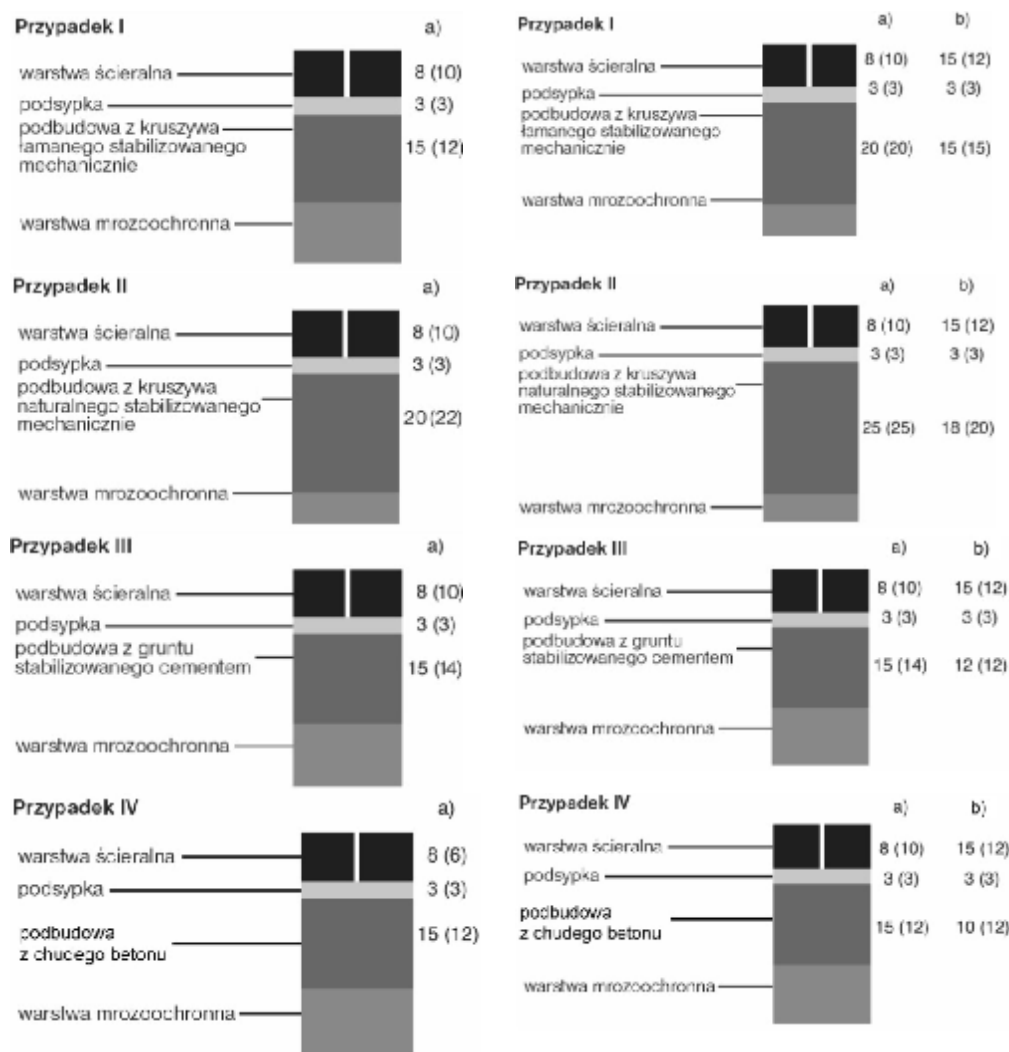 Przypadek I a)
warstwa ścieralna 8 (10)
podsypka 3 (3)
podbudowa z kruszywa
łamanego stabilizowanego 15 (12)
mechanicznie
warstwa mrozoochronna
Przypadek II a)
warstwa ścieralna 8 (10)
podsypka 3 (3)
podbudowa z kruszywa
naturalnego stabilizowanego
mechanicznie 20 (22)
warstwa mrozoochronna
Przypadek III a)
warstwa ścieralna 8 (10)
podsypka 3 (3)
podbudowa z gruntu
stabilizowanego cementem 15 (14)
warstwa mrozoochronna
Przypadek IV a)
warstwa ścieralna 8 (6)
podsypka 3 (3)
podbudowa 15 (12)
z chudego betonu
warstwa mrozoochronna
Przypadek I a) b)
warstwa ścieralna 8 (10) 15 (12)
podsypka 3 (3) 3 (3)
podbudowa z kruszywa
łamanego stabilizowanego
mechanicznie 20 (20) 15 (15)
warstwa mrozoochronna
Przypadek II a) b)
warstwa ścieralna 8 (10) 15 (12)
podsypka 3 (3) 3 (3)
podbudowa z kruszywa
naturalnego stabilizowanego
mechanicznie
25 (25) 18 (20)
warstwa mrozoochronna
Przypadek III a) b)
warstwa ścieralna 8 (10) 15 (12)
podsypka 3 (3) 3 (3)
podbudowa z gruntu
stabilizowanego cementem 15 (14) 12 (12)
warstwa mrozoochronna
Przypadek IV a) b)
warstwa ścieralna 8 (10) 15 (12)
podsypka 3 (3) 3 (3)
podbudowa
z chudego betonu 15 (12) 10 (12)
warstwa mrozoochronna